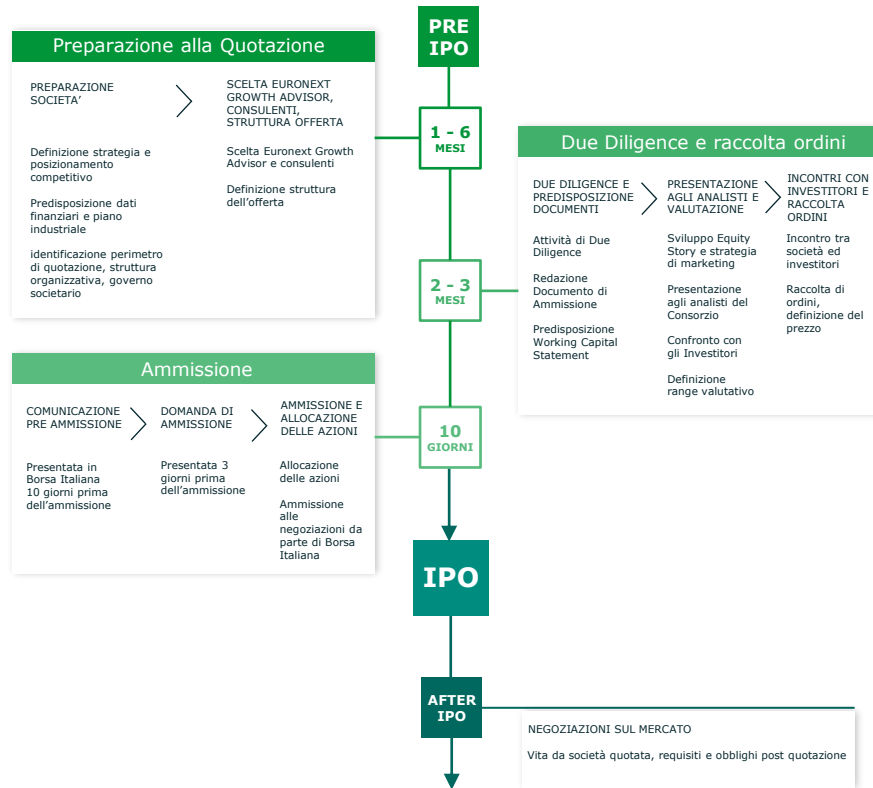 PRE
IPO
Preparazione alla Quotazione
PREPARAZIONE
SOCIETA’
Definizione strategia e
posizionamento
competitivo
Predisposizione dati
finanziari e piano
industriale
identificazione perimetro
di quotazione, struttura
organizzativa, governo
societario
SCELTA EURONEXT
GROWTH ADVISOR,
CONSULENTI,
STRUTTURA OFFERTA
Scelta Euronext Growth
Advisor e consulenti
Definizione struttura
dell’offerta
1 - 6
MESI
Due Diligence e raccolta ordini
DUE DILIGENCE E
PREDISPOSIZIONE
DOCUMENTI
Attività di Due
Diligence
Redazione
Documento di
Ammissione
Predisposizione
Working Capital
Statement
PRESENTAZIONE
AGLI ANALISTI E
VALUTAZIONE
Sviluppo Equity
Story e strategia
di marketing
Presentazione
agli analisti del
Consorzio
Confronto con
gli Investitori
Definizione
range valutativo
INCONTRI CON
INVESTITORI E
RACCOLTA
ORDINI
Incontro tra
società ed
investitori
Raccolta di
ordini,
definizione del
prezzo
2 - 3
MESI
Ammissione
COMUNICAZIONE
PRE AMMISSIONE
Presentata in
Borsa Italiana
10 giorni prima
dell’ammissione
DOMANDA DI
AMMISSIONE
Presentata 3
giorni prima
dell’ammissione
AMMISSIONE E
ALLOCAZIONE
DELLE AZIONI
Allocazione
delle azioni
Ammissione
alle
negoziazioni da
parte di Borsa
Italiana
10
GIORNI
IPO
AFTER
IPO
NEGOZIAZIONI SUL MERCATO
Vita da società quotata, requisiti e obblighi post quotazione